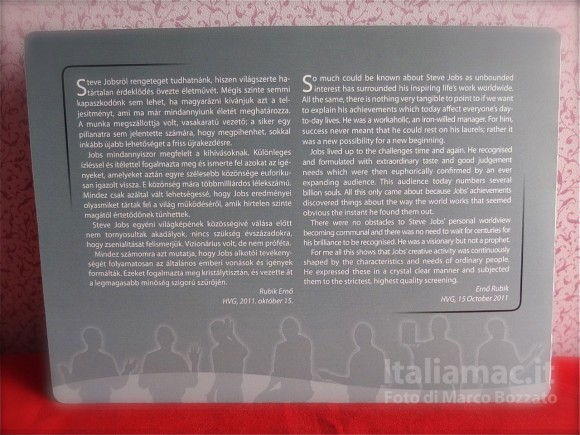 Steve Jobsról rengeteget tudhatnánk, hiszen világszerte ha-
tártalan érdeklődés övezte életművét. Mégis szinte semmi
kapaszkodónk sem lehet, ha magyarázni kívánjuk azt a tel-
jesítményt, ami ma már mindannyiunk életét meghatározza.
A munka megszállottja volt, vasakaratú vezető; a siker egy
pillanatra sem jelentette számára, hogy megpihenhet, sokkal
inkább újabb lehetőséget a friss újrakezdésre.
Jobs mindannyiszor megfelelt a kihívásoknak. Különleges
ízléssel és ítélettel fogalmazta meg és ismerte fel azokat az igé-
nyeket, amelyeket aztán egyre szélesebb közönsége euforiku-
san igazolt vissza. E közönség mára többmilliárdos lélekszámú.
Mindez csak azáltal vált lehetségessé, hogy Jobs eredményei
olyasmiket tártak fel a világ működéséről, amik hirtelen szinte
maguktól értetődőnek tűnhettek.
Steve Jobs egyéni világképének közösségivé válása előtt
nem tornyosultak akadályok, nincs szükség évszázadokra,
hogy zsenialitását felismerjük. Vizionárius volt, de nem próféta.
Mindez számomra azt mutatja, hogy Jobs alkotói tevékeny-
ségét folyamatosan az általános emberi vonások és igények
formálták. Ezeket fogalmazta meg kristálytisztán, és vezette át
a legmagasabb minőség szigorú szűrőjén.
Rubik Ernő
HVG, 2011. október 15.
So much could be known about Steve Jobs as unbounded
interest has surrounded his inspiring life's work worldwide.
All the same, there is nothing very tangible to point to if we want
to explain his achievements which today affect everyone's day-
to-day lives. He was a workaholic, an iron-willed manager. For him,
success never meant that he could rest on his laurels; rather it
was a new possibility for a new beginning.
Jobs lived up to the challenges time and again. He recognised
and formulated with extraordinary taste and good judgement
needs which were then euphorically confirmed by an ever
expanding audience. This audience today numbers several
billion souls. All this only came about because Jobs' achievements
discovered things about the way the world works that seemed
obvious the instant he found them out.
There were no obstacles to Steve Jobs' personal worldview
becoming communal and there was no need to wait for centuries for
his brilliance to be recognised. He was a visionary but not a prophet.
For me all this shows that Jobs' creative activity was continuously
shaped by the characteristics and needs of ordinary people.
He expressed these in a crystal clear manner and subjected
them to the strictest, highest quality screening.
Ernő Rubik
HVG, 15 October 2011
Italiamac.it
Foto di Marco Bozzato